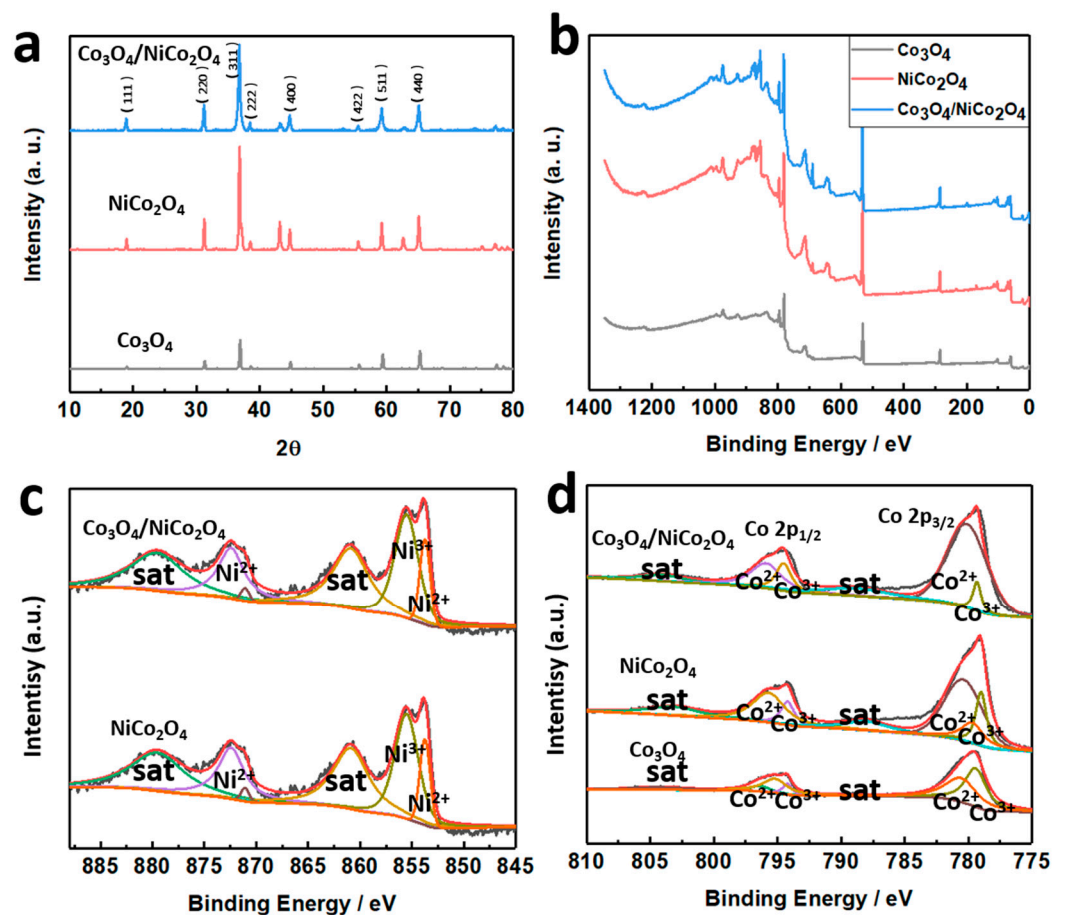 a
Co₃O₄/NiCo₂O₄
(111)
(220)
(311)
(222)
(400)
(422)
(511)
(440)
NiCo₂O₄
Co₃O₄
Intensity (a. u.)
10 20 30 40 50 60 70 80
2θ
b
Co₃O₄
NiCo₂O₄
Co₃O₄/NiCo₂O₄
Intensity (a. u.)
1400 1200 1000 800 600 400 200 0
Binding Energy / eV
c
Co₃O₄/NiCo₂O₄
sat
Ni²⁺
sat
Ni³⁺
Ni²⁺
NiCo₂O₄
sat
Ni²⁺
sat
Ni³⁺
Ni²⁺
Intentisy (a.u.)
885 880 875 870 865 860 855 850 845
Binding Energy / eV
d
Co₃O₄/NiCo₂O₄
Co 2p₁/₂
Co 2p₃/₂
sat
Co²⁺
Co³⁺
sat
Co²⁺
Co³⁺
NiCo₂O₄
sat
Co²⁺
Co³⁺
sat
Co²⁺
Co³⁺
Co₃O₄
sat
Co²⁺
Co³⁺
sat
Co²⁺
Co³⁺
Intentisy (a.u.)
810 805 800 795 790 785 780 775
Binding Energy / eV